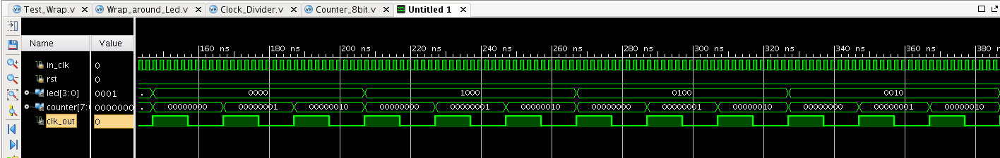 Test_Wrap.v Wrap_around_Led.v Clock_Divider.v Counter_8bit.v Untitled 1
Name Value
160 ns 180 ns 200 ns 220 ns 240 ns 260 ns 280 ns 300 ns 320 ns 340 ns 360 ns 380
in_clk 0
rst 0
led[3:0] 0001 . 0000 1000 0100 0010
counter[7: 0000000 . 00000000 00000001 00000010 00000000 00000001 00000010 00000000 00000001 00000010 00000000 00000001 00000010
clk_out 0